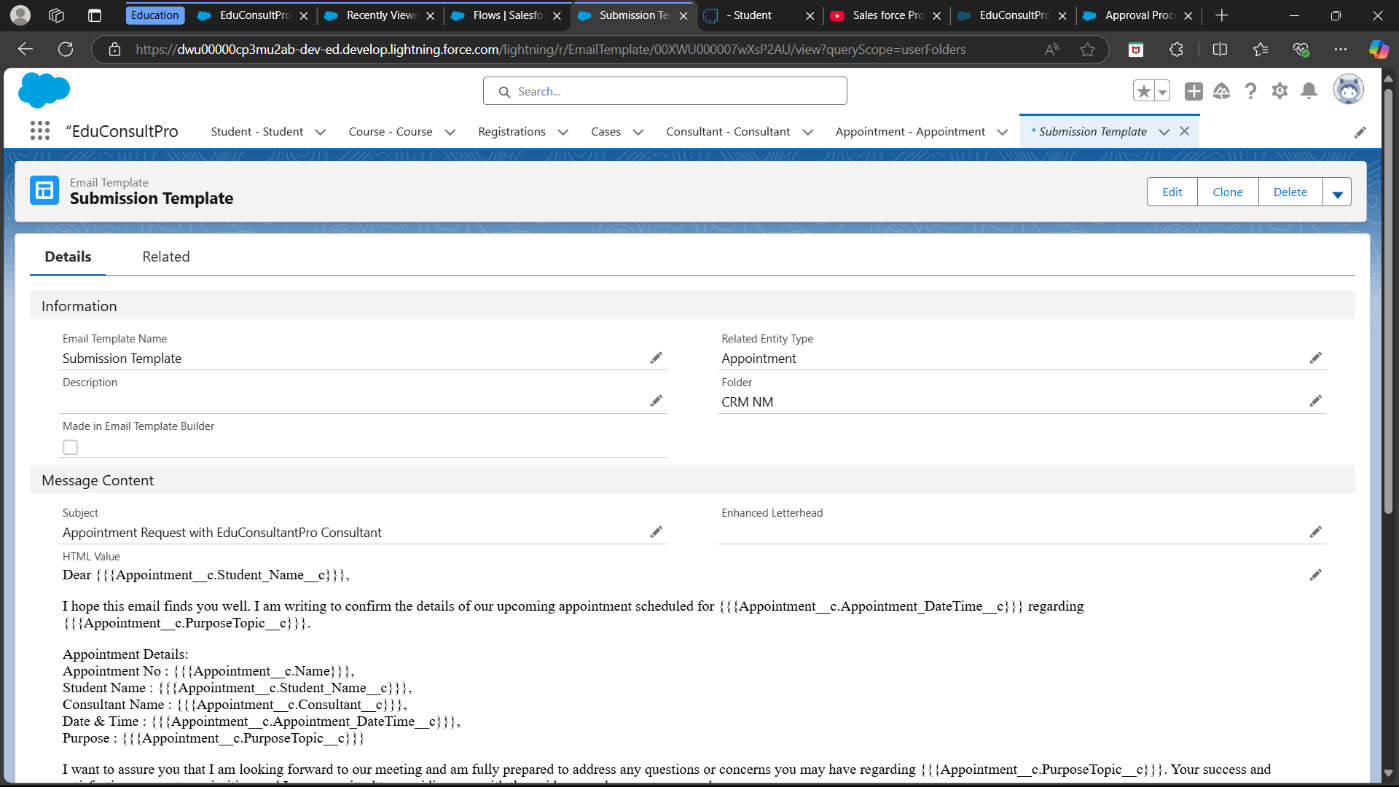 Education
EduConsultPro
Recently Viewe
Flows | Salesfo
Submission Te
- Student
Sales force Pro
EduConsultPro
Approval Proc
https://dwu00000cp3mu2ab-dev-ed.develop.lightning.force.com/lightning/r/EmailTemplate/00XWU000007wXsP2AU/view?queryScope=userFolders
Search...
"EduConsultPro
Student - Student
Course - Course
Registrations
Cases
Consultant - Consultant
Appointment - Appointment
* Submission Template
Email Template
Submission Template
Edit
Clone
Delete
Details
Related
Information
Email Template Name
Submission Template
Related Entity Type
Appointment
Description
Folder
CRM NM
Made in Email Template Builder
Message Content
Subject
Appointment Request with EduConsultantPro Consultant
Enhanced Letterhead
HTML Value
Dear {{{Appointment__c.Student_Name__c}}},
I hope this email finds you well. I am writing to confirm the details of our upcoming appointment scheduled for {{{Appointment__c.Appointment_DateTime__c}}} regarding
{{{Appointment__c.PurposeTopic__c}}}.
Appointment Details:
Appointment No : {{{Appointment__c.Name}}},
Student Name : {{{Appointment__c.Student_Name__c}}},
Consultant Name : {{{Appointment__c.Consultant__c}}},
Date & Time : {{{Appointment__c.Appointment_DateTime__c}}},
Purpose : {{{Appointment__c.PurposeTopic__c}}}
I want to assure you that I am looking forward to our meeting and am fully prepared to address any questions or concerns you may have regarding {{{Appointment__c.PurposeTopic__c}}}. Your success and